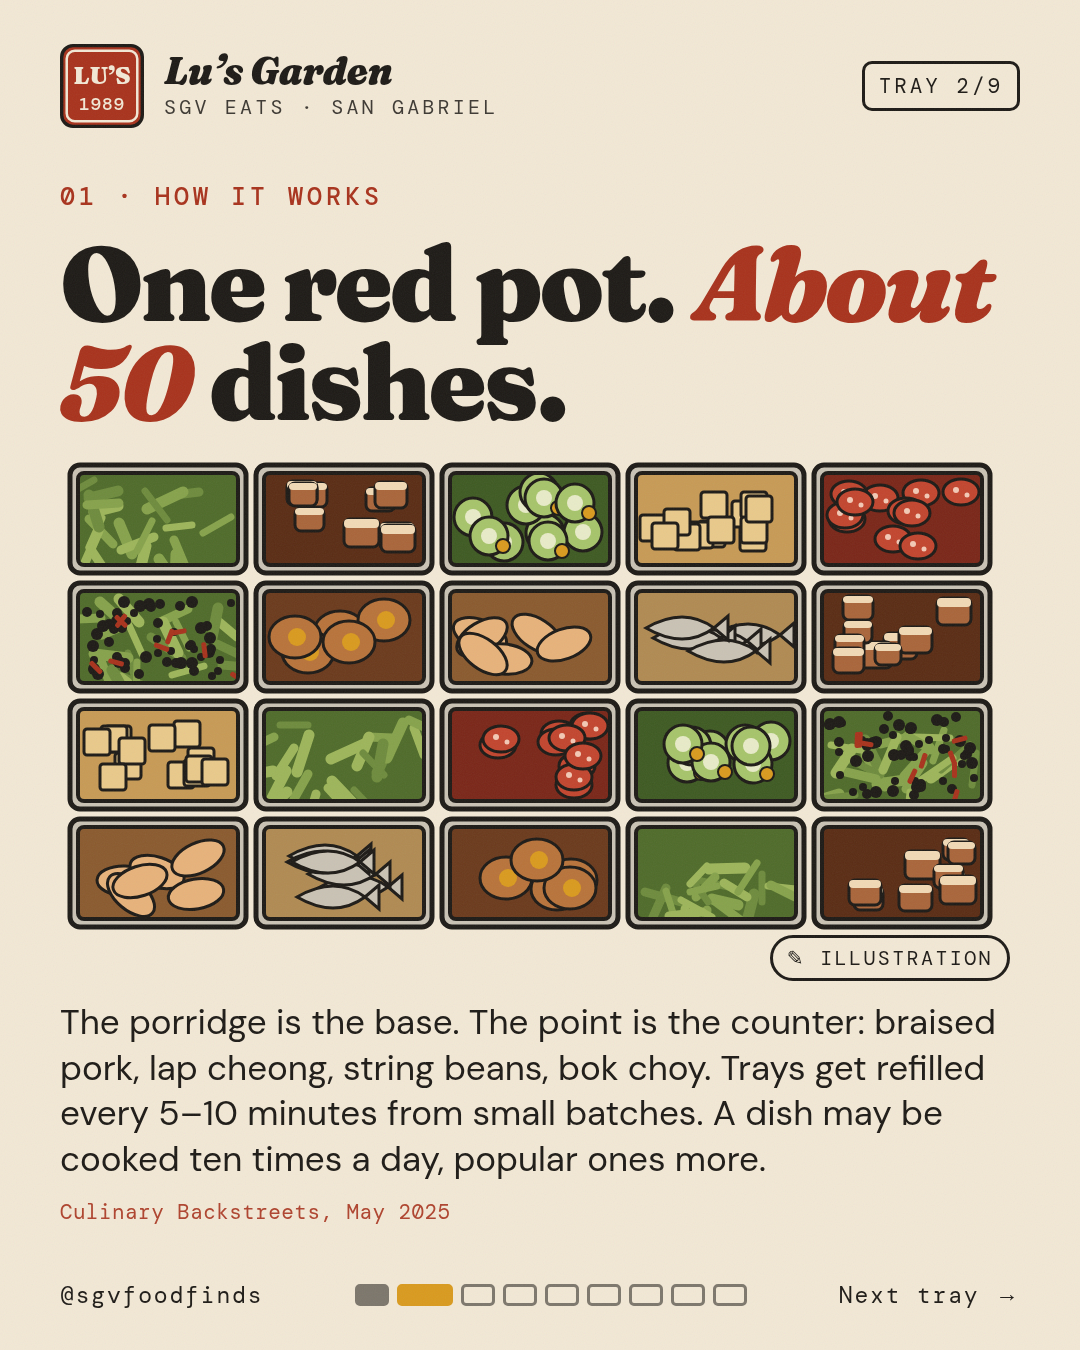 LU'S
1989
Lu's Garden
SGV EATS · SAN GABRIEL
TRAY 2/9
01 · HOW IT WORKS
One red pot. About
50 dishes.
✎ ILLUSTRATION
The porridge is the base. The point is the counter: braised
pork, lap cheong, string beans, bok choy. Trays get refilled
every 5–10 minutes from small batches. A dish may be
cooked ten times a day, popular ones more.
Culinary Backstreets, May 2025
@sgvfoodfinds
Next tray →